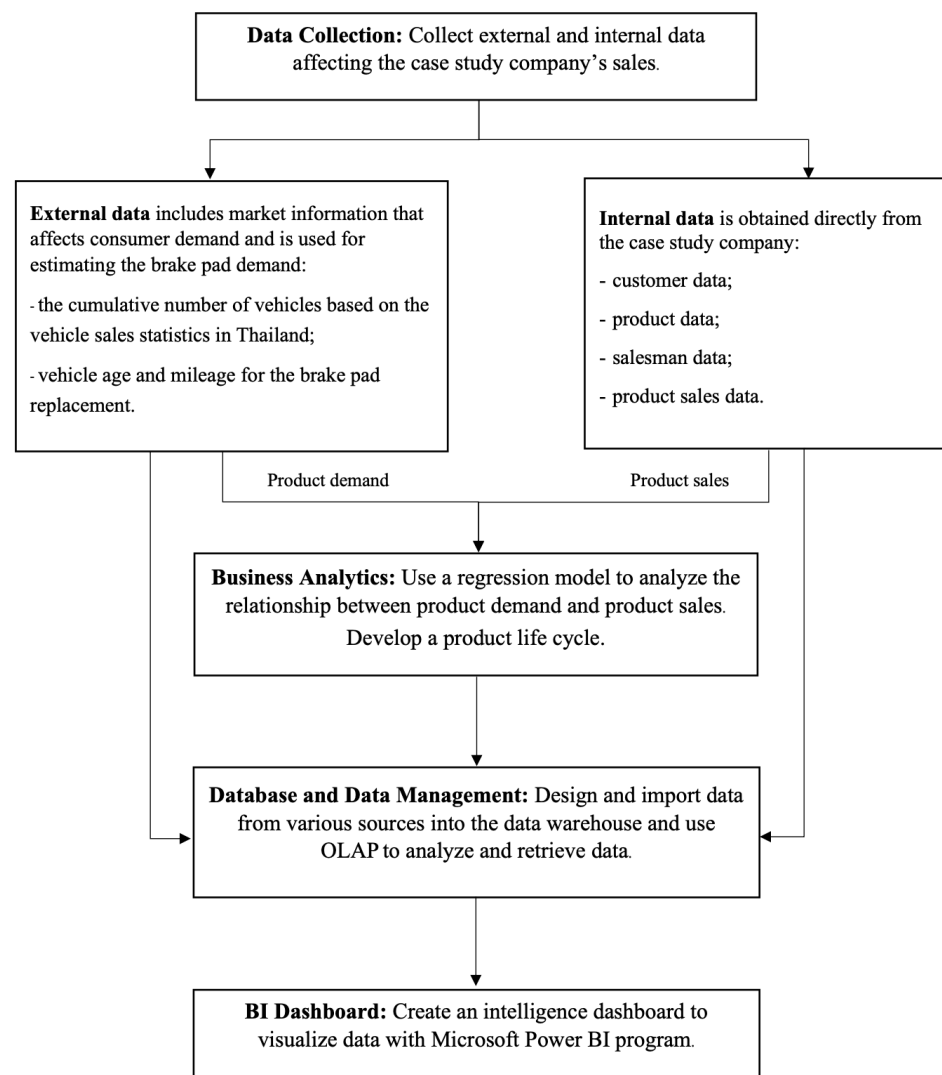 Data Collection: Collect external and internal data
affecting the case study company’s sales.
External data includes market information that
affects consumer demand and is used for
estimating the brake pad demand:
- the cumulative number of vehicles based on the
vehicle sales statistics in Thailand;
- vehicle age and mileage for the brake pad
replacement.
Internal data is obtained directly from
the case study company:
- customer data;
- product data;
- salesman data;
- product sales data.
Product demand
Product sales
Business Analytics: Use a regression model to analyze the
relationship between product demand and product sales.
Develop a product life cycle.
Database and Data Management: Design and import data
from various sources into the data warehouse and use
OLAP to analyze and retrieve data.
BI Dashboard: Create an intelligence dashboard to
visualize data with Microsoft Power BI program.